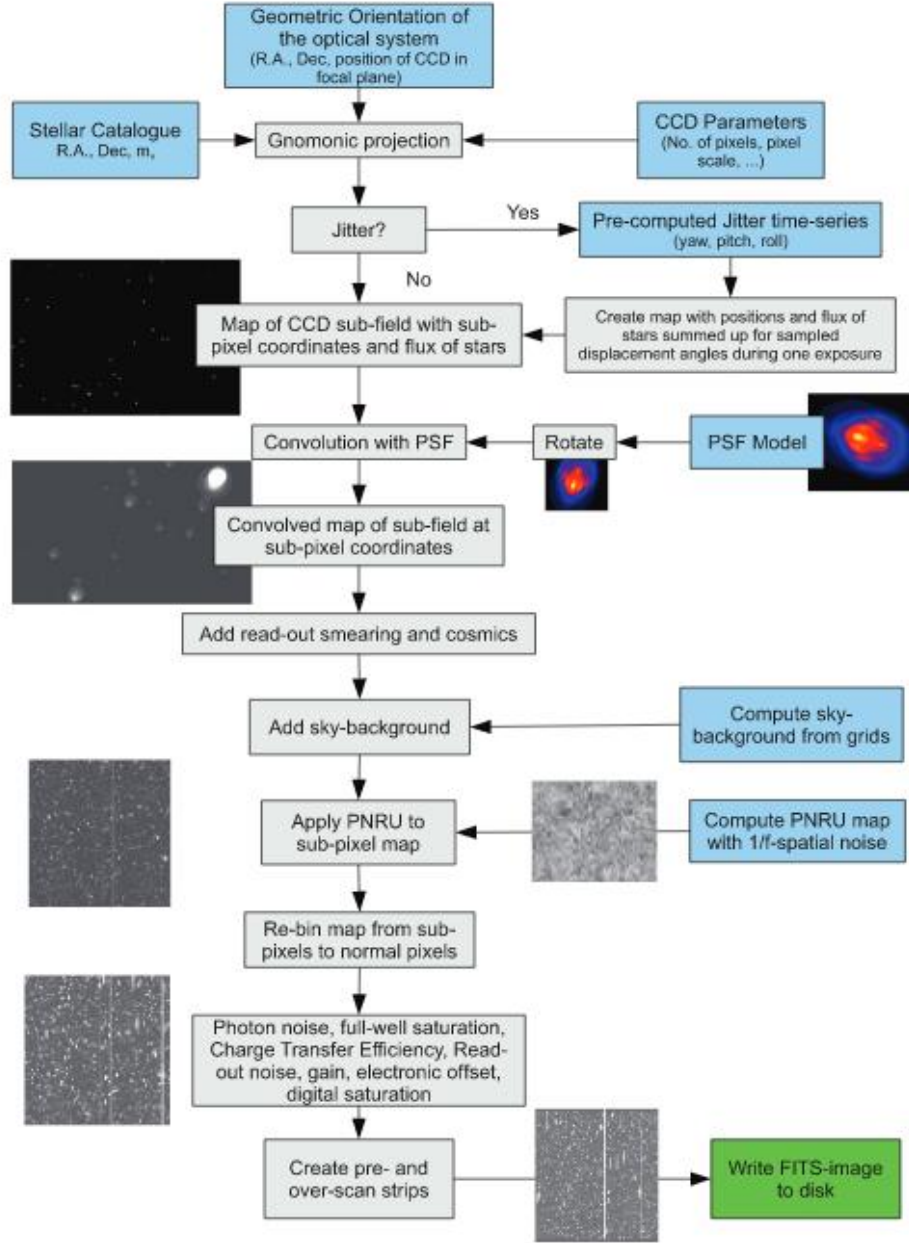 Geometric Orientation of
the optical system
(R.A., Dec, position of CCD in
focal plane)
Stellar Catalogue
R.A., Dec, m,
Gnomonic projection
CCD Parameters
(No. of pixels, pixel
scale, ...)
Jitter?
Yes
Pre-computed Jitter time-series
(yaw, pitch, roll)
No
Map of CCD sub-field with sub-
pixel coordinates and flux of stars
Create map with positions and flux of
stars summed up for sampled
displacement angles during one exposure
Convolution with PSF
Rotate
PSF Model
Convolved map of sub-field at
sub-pixel coordinates
Add read-out smearing and cosmics
Add sky-background
Compute sky-
background from grids
Apply PNRU to
sub-pixel map
Compute PNRU map
with 1/f-spatial noise
Re-bin map from sub-
pixels to normal pixels
Photon noise, full-well saturation,
Charge Transfer Efficiency, Read-
out noise, gain, electronic offset,
digital saturation
Create pre- and
over-scan strips
Write FITS-image
to disk